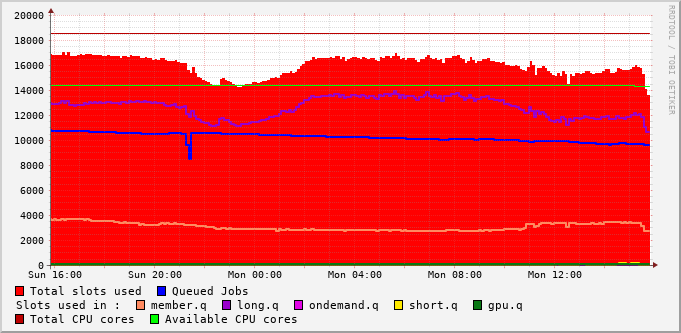 RRDTOOL / TOBI OETIKER
20000
18000
16000
14000
12000
10000
8000
6000
4000
2000
0
Sun 16:00 Sun 20:00 Mon 00:00 Mon 04:00 Mon 08:00 Mon 12:00
Total slots used Queued Jobs
Slots used in : member.q long.q ondemand.q short.q gpu.q
Total CPU cores Available CPU cores